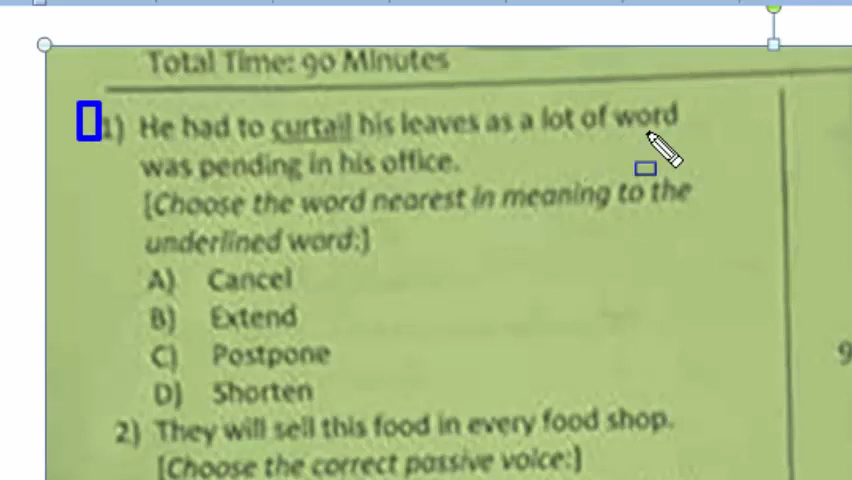 Total Time: 90 Minutes
1) He had to curtail his leaves as a lot of word
was pending in his office.
[Choose the word nearest in meaning to the
underlined word:]
A) Cancel
B) Extend
C) Postpone
D) Shorten
2) They will sell this food in every food shop.
[Choose the correct passive voice:]
9